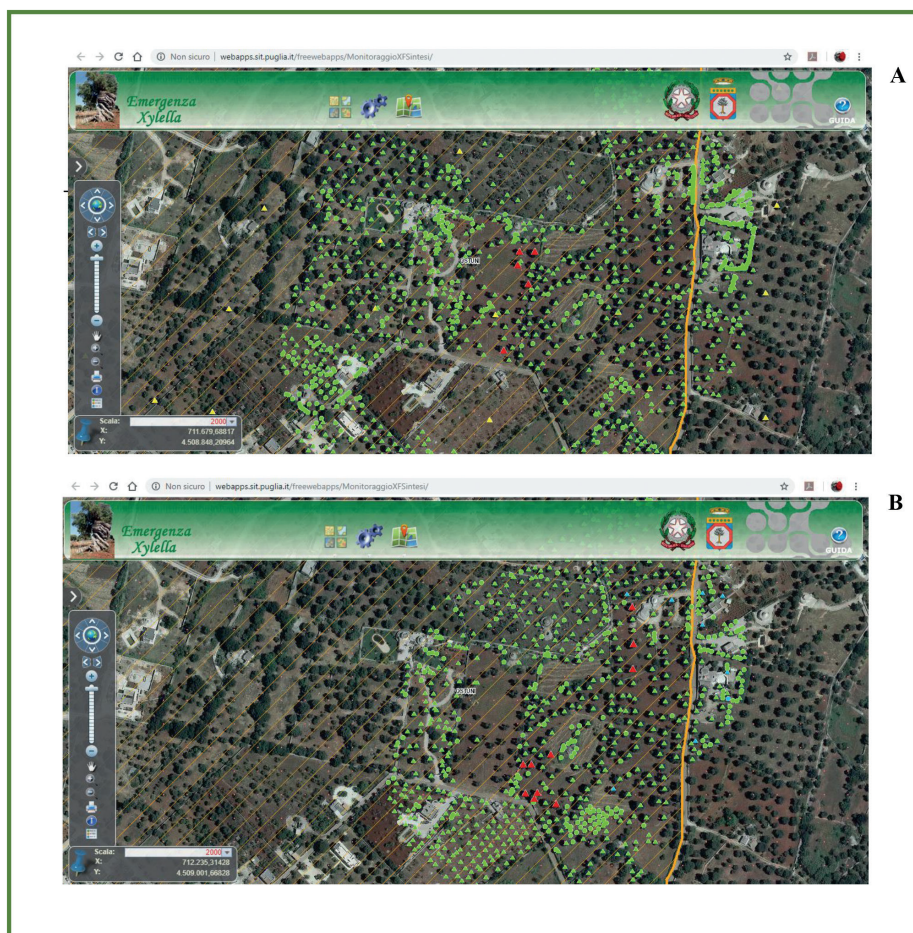 Non sicuro | webapps.sit.puglia.it/freewebapps/MonitoraggioXFSintesi/
A
Emergenza
Xylella
GUIDA
OSTUNI
Scala: 2000
X: 711.679,68817
Y: 4.508.848,20964
Non sicuro | webapps.sit.puglia.it/freewebapps/MonitoraggioXFSintesi/
B
Emergenza
Xylella
GUIDA
OSTUNI
Scala: 2000
X: 712.235,31428
Y: 4.509.001,66828